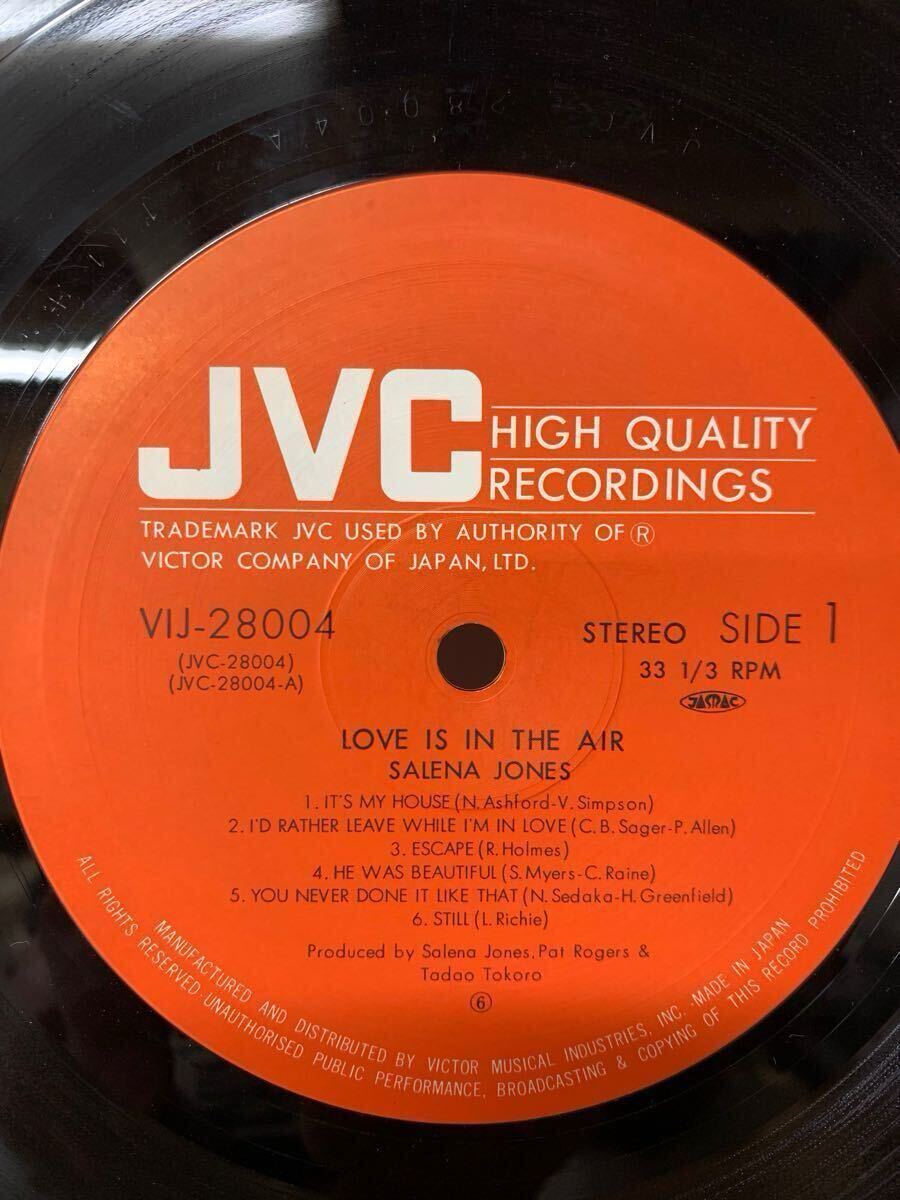 JVC HIGH QUALITY
RECORDINGS
TRADEMARK JVC USED BY AUTHORITY OF Ⓡ
VICTOR COMPANY OF JAPAN, LTD.
VIJ-28004
(JVC-28004)
(JVC-28004-A)
STEREO SIDE 1
33 1/3 RPM
JASRAC
LOVE IS IN THE AIR
SALENA JONES
1. IT'S MY HOUSE (N. Ashford-V. Simpson)
2. I'D RATHER LEAVE WHILE I'M IN LOVE (C. B. Sager-P. Allen)
3. ESCAPE (R. Holmes)
4. HE WAS BEAUTIFUL (S. Myers-C. Raine)
5. YOU NEVER DONE IT LIKE THAT (N. Sedaka-H. Greenfield)
6. STILL (L. Richie)
Produced by Salena Jones, Pat Rogers &
Tadao Tokoro
⑥
MANUFACTURED AND DISTRIBUTED BY VICTOR MUSICAL INDUSTRIES, INC.-MADE IN JAPAN
ALL RIGHTS RESERVED·UNAUTHORISED PUBLIC PERFORMANCE, BROADCASTING & COPYING OF THIS RECORD PROHIBITED